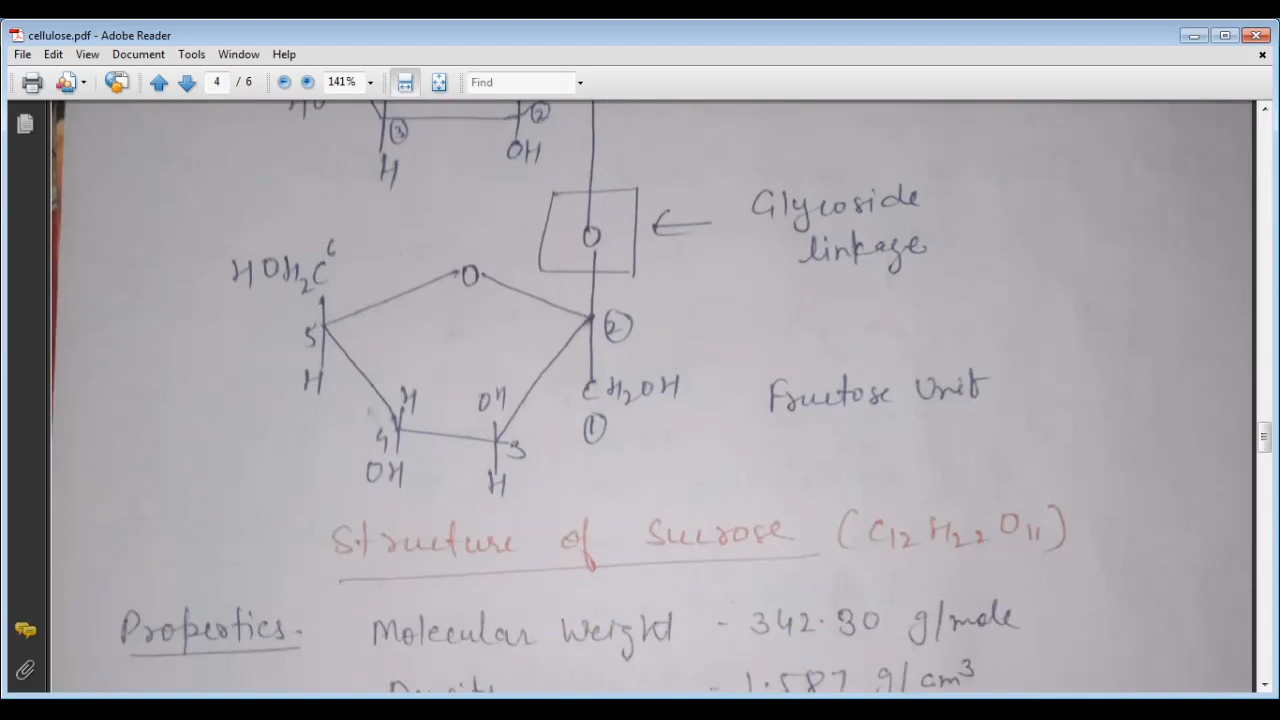 cellulose.pdf - Adobe Reader
File Edit View Document Tools Window Help
4 / 6 141% Find
③ ②
H OH
O
Glycoside
linkage
HOH2C 6
O
5 ②
H
H OH CH2OH
Fructose Unit
4 3 ①
OH H
Structure of Sucrose (C12H22O11)
Properties. Molecular Weight - 342.30 g/mole
Density - 1.587 g/cm3